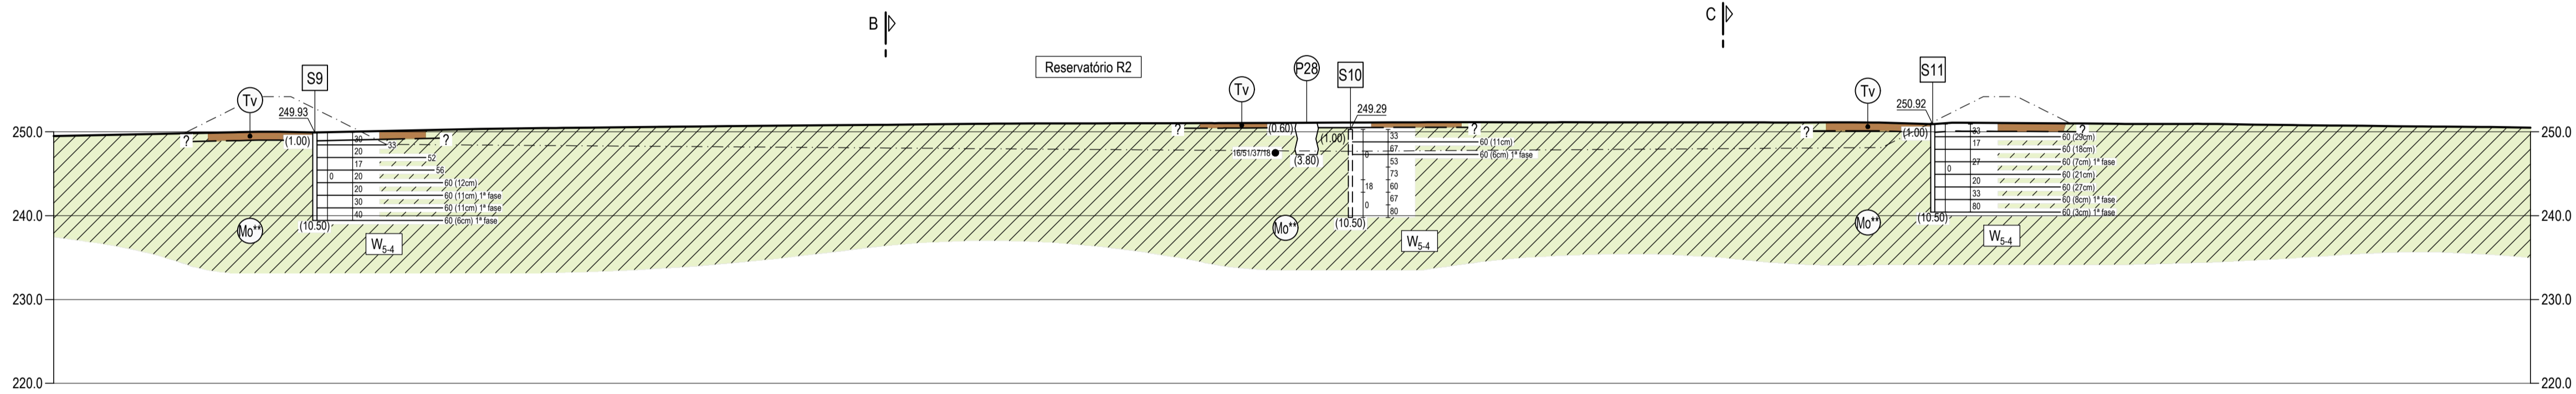 B
C
Reservatório R2
S9
Tv
249.93
P28
S10
Tv
249.29
S11
Tv
250.92
250.0
?
(1.00)
30
33
?
20
52
17
56
0
20
60 (12cm)
20
60 (11cm) 1ª fase
30
60 (11cm) 1ª fase
40
60 (6cm) 1ª fase
(10.50)
Mo**
W5-4
?
(0.60)
(1.00)
?
16/51/37/18
(3.80)
33
60 (11cm)
67
0
60 (6cm) 1ª fase
53
73
18
60
67
0
80
(10.50)
Mo**
W5-4
?
(1.00)
33
?
60 (29cm)
17
60 (18cm)
27
60 (7cm) 1ª fase
0
60 (21cm)
20
60 (27cm)
33
60 (8cm) 1ª fase
80
60 (3cm) 1ª fase
(10.50)
Mo**
W5-4
250.0
240.0
240.0
230.0
230.0
220.0
220.0